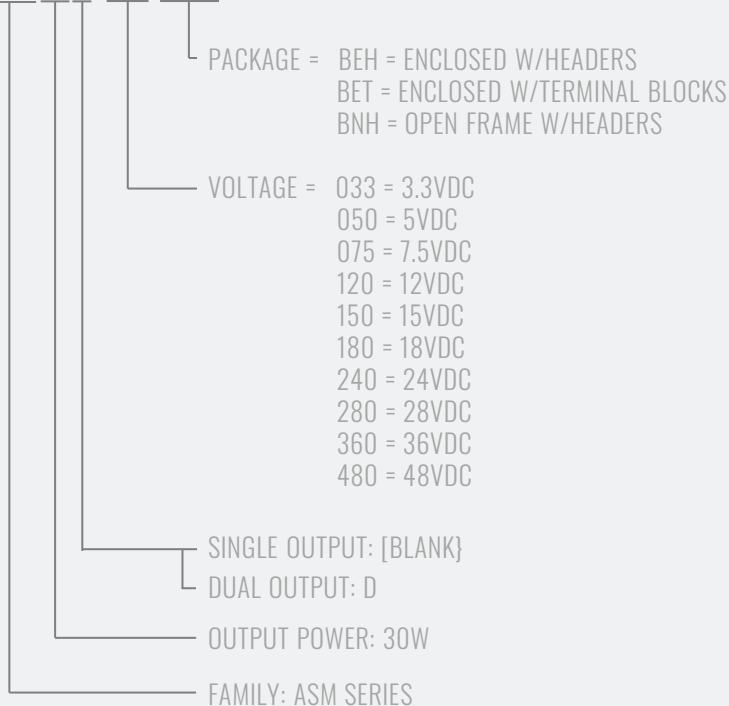 PACKAGE = BEH = ENCLOSED W/HEADERS
BET = ENCLOSED W/TERMINAL BLOCKS
BNH = OPEN FRAME W/HEADERS
VOLTAGE = 033 = 3.3VDC
050 = 5VDC
075 = 7.5VDC
120 = 12VDC
150 = 15VDC
180 = 18VDC
240 = 24VDC
280 = 28VDC
360 = 36VDC
480 = 48VDC
SINGLE OUTPUT: [BLANK}
DUAL OUTPUT: D
OUTPUT POWER: 30W
FAMILY: ASM SERIES